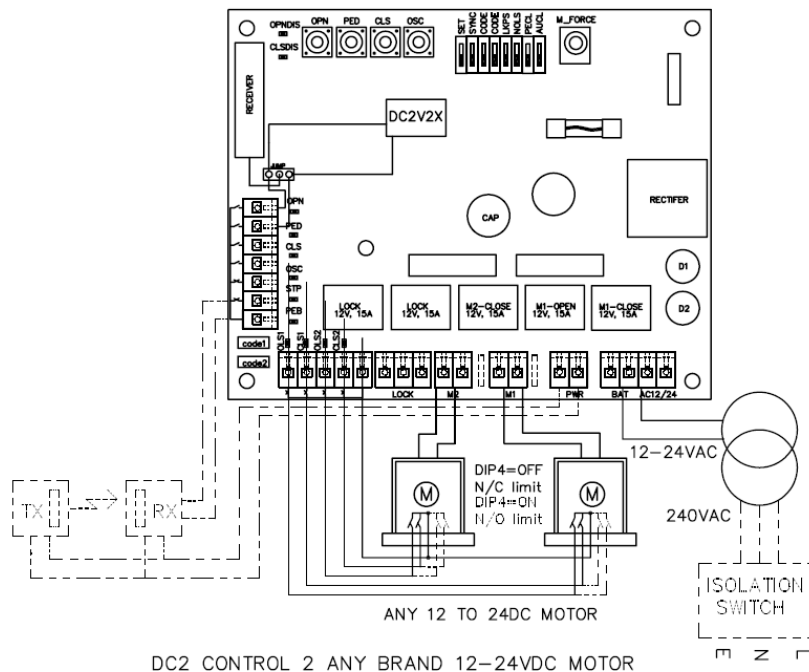 OPNDIS
CLSDIS
OPN PED CLS OSC
SET SYNC CODE CODE LKPS NOLS PECL AUCL
M_FORCE
RECEIVER
DC2V2X
JUMP
RECTIFER
CAP
D1
D2
OPN
PED
CLS
OSC
STP
PEB
LOCK
12V, 15A
LOCK
12V, 15A
M2-CLOSE
12V, 15A
M1-OPEN
12V, 15A
M1-CLOSE
12V, 15A
code1
code2
OLS1 CLS1 OLS2 CLS2
LOCK M2 M1 PWR BAT AC12/24
12-24VAC
240VAC
M
DIP4=OFF
N/C limit
DIP4=ON
N/O limit
M
TX RX
ISOLATION
SWITCH
E N L
ANY 12 TO 24DC MOTOR
DC2 CONTROL 2 ANY BRAND 12-24VDC MOTOR